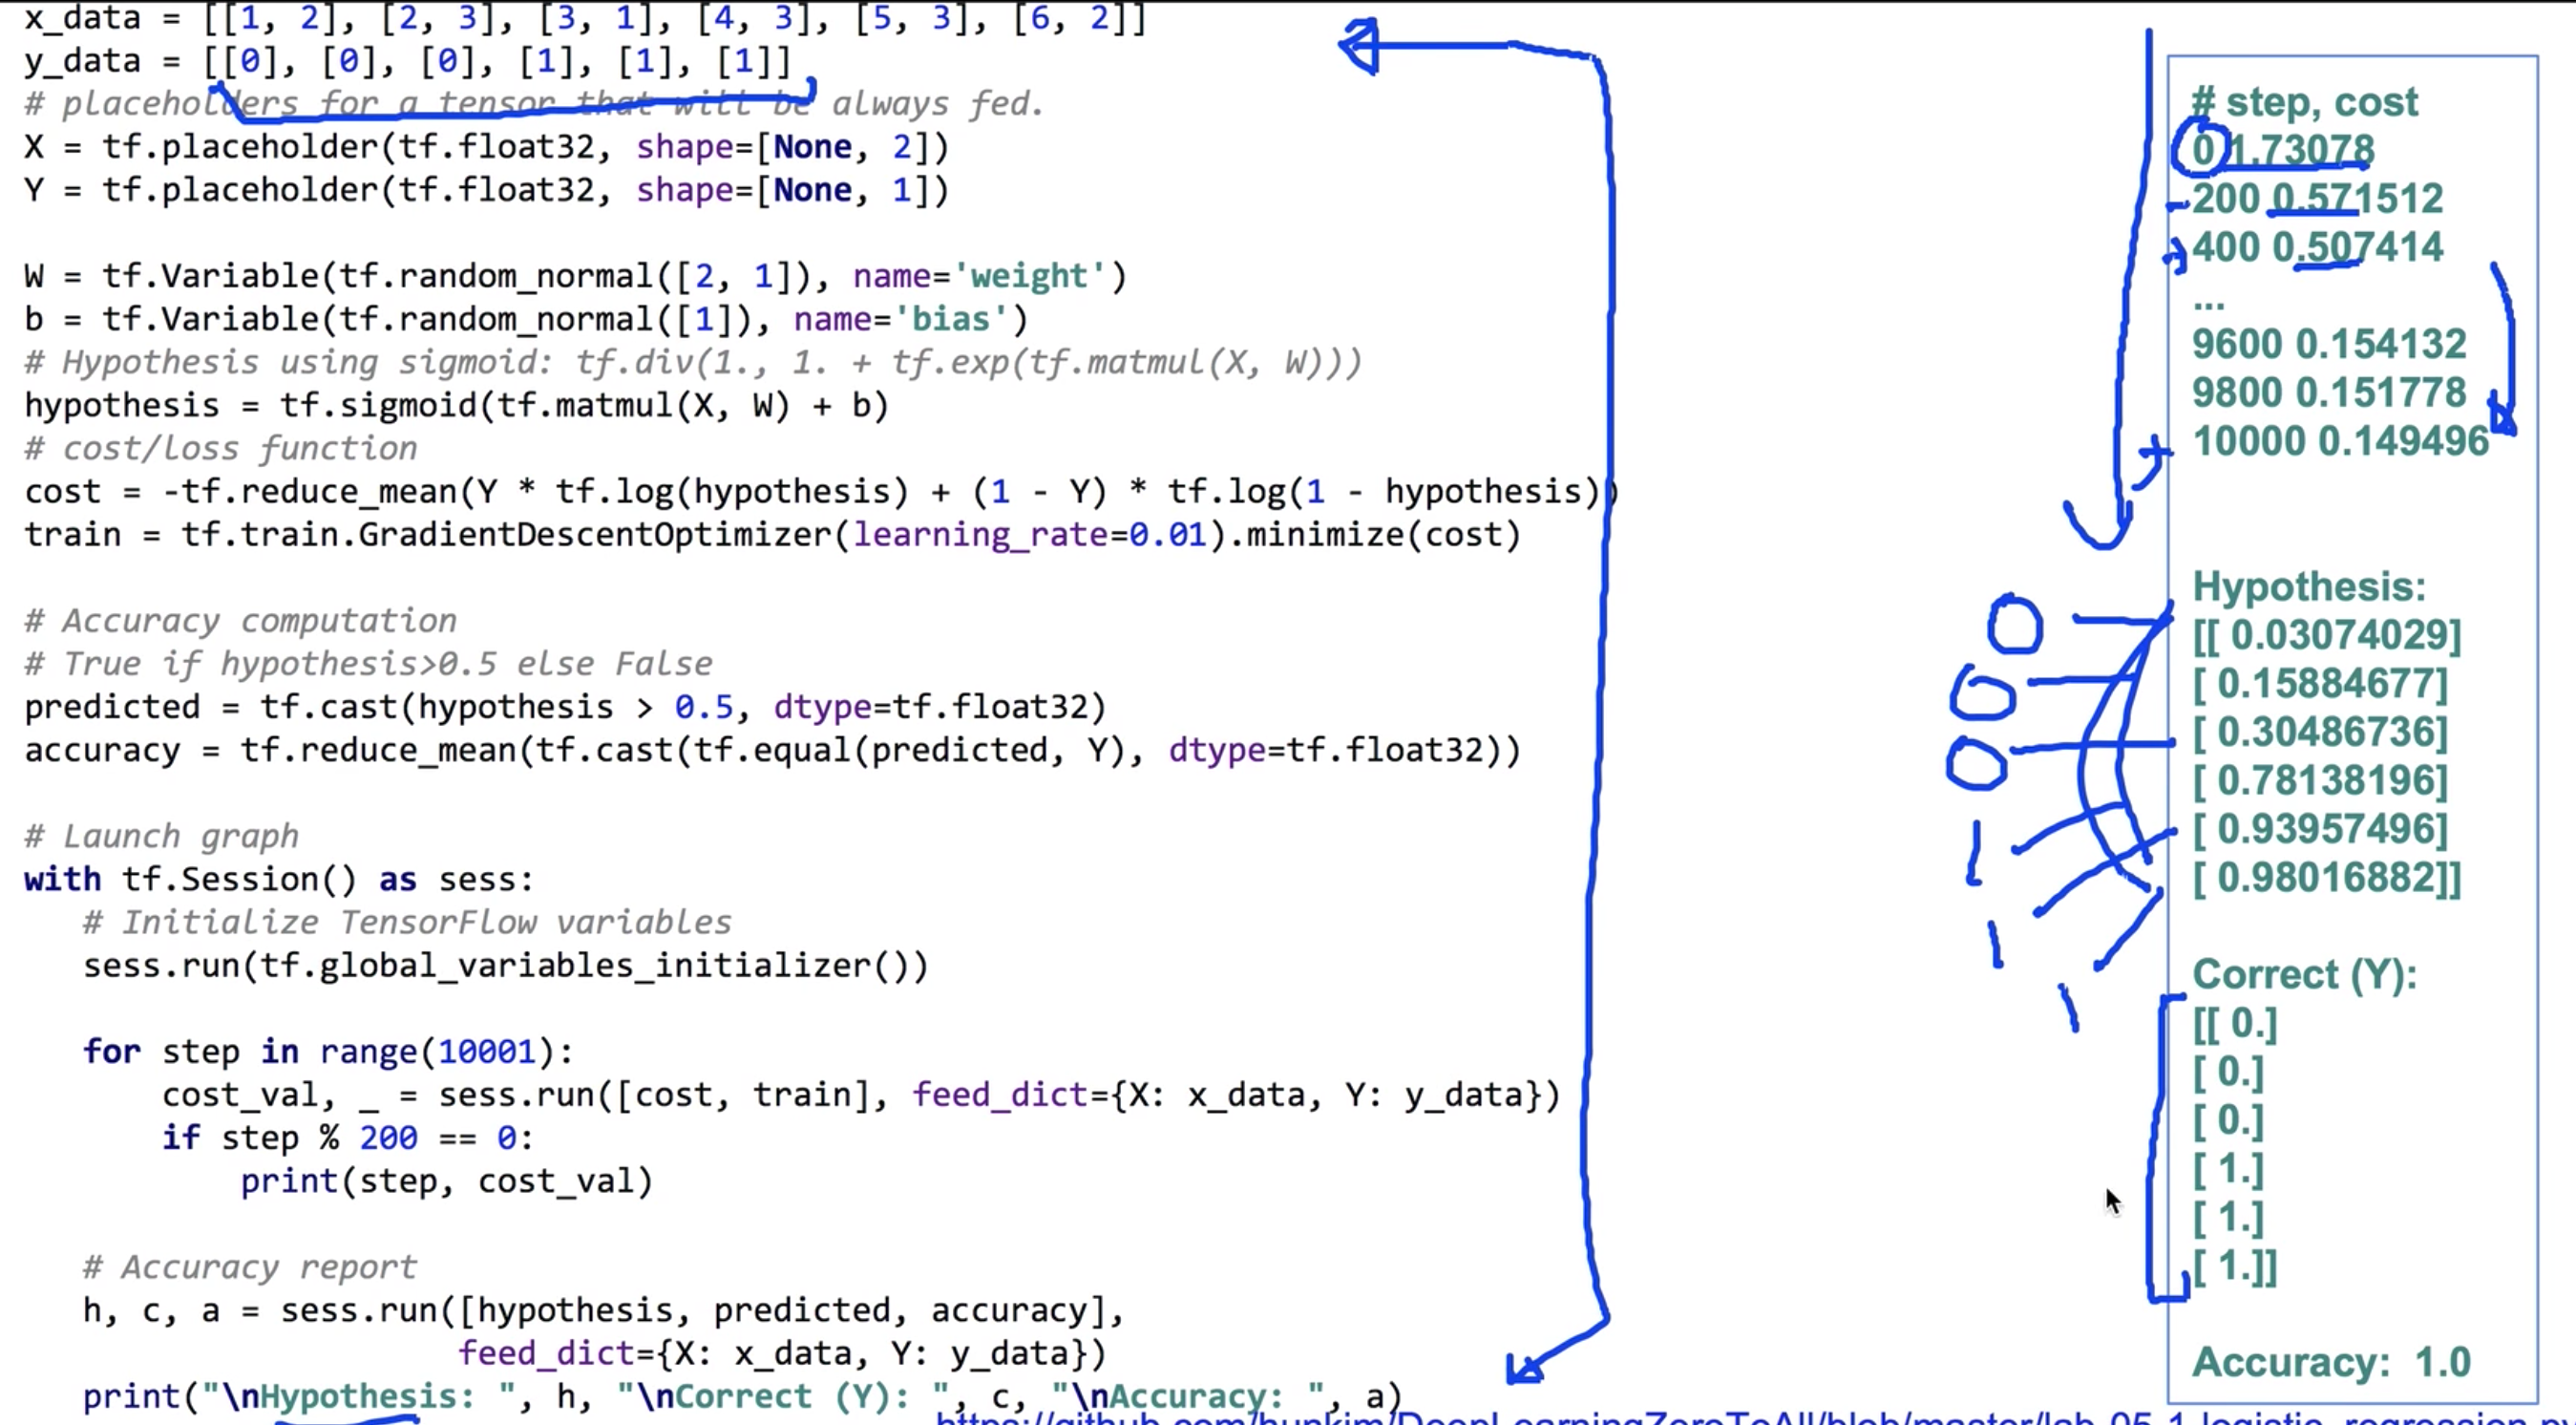 x_data = [[1, 2], [2, 3], [3, 1], [4, 3], [5, 3], [6, 2]]
y_data = [[0], [0], [0], [1], [1], [1]]
# placeholders for a tensor that will be always fed.
X = tf.placeholder(tf.float32, shape=[None, 2])
Y = tf.placeholder(tf.float32, shape=[None, 1])
W = tf.Variable(tf.random_normal([2, 1]), name='weight')
b = tf.Variable(tf.random_normal([1]), name='bias')
# Hypothesis using sigmoid: tf.div(1., 1. + tf.exp(tf.matmul(X, W)))
hypothesis = tf.sigmoid(tf.matmul(X, W) + b)
# cost/loss function
cost = -tf.reduce_mean(Y * tf.log(hypothesis) + (1 - Y) * tf.log(1 - hypothesis))
train = tf.train.GradientDescentOptimizer(learning_rate=0.01).minimize(cost)
# Accuracy computation
# True if hypothesis>0.5 else False
predicted = tf.cast(hypothesis > 0.5, dtype=tf.float32)
accuracy = tf.reduce_mean(tf.cast(tf.equal(predicted, Y), dtype=tf.float32))
# Launch graph
with tf.Session() as sess:
    # Initialize TensorFlow variables
    sess.run(tf.global_variables_initializer())
    for step in range(10001):
        cost_val, _ = sess.run([cost, train], feed_dict={X: x_data, Y: y_data})
        if step % 200 == 0:
            print(step, cost_val)
    # Accuracy report
    h, c, a = sess.run([hypothesis, predicted, accuracy],
                       feed_dict={X: x_data, Y: y_data})
    print("\nHypothesis: ", h, "\nCorrect (Y): ", c, "\nAccuracy: ", a)
https://github.com/hunkim/DeepLearningZeroToAll/blob/master/lab-05-1-logistic_regression.py
# step, cost
0 1.73078
200 0.571512
400 0.507414
...
9600 0.154132
9800 0.151778
10000 0.149496
Hypothesis:
[[ 0.03074029]
[ 0.15884677]
[ 0.30486736]
[ 0.78138196]
[ 0.93957496]
[ 0.98016882]]
Correct (Y):
[[ 0.]
[ 0.]
[ 0.]
[ 1.]
[ 1.]
[ 1.]]
Accuracy: 1.0
0
0
0
1
1
1